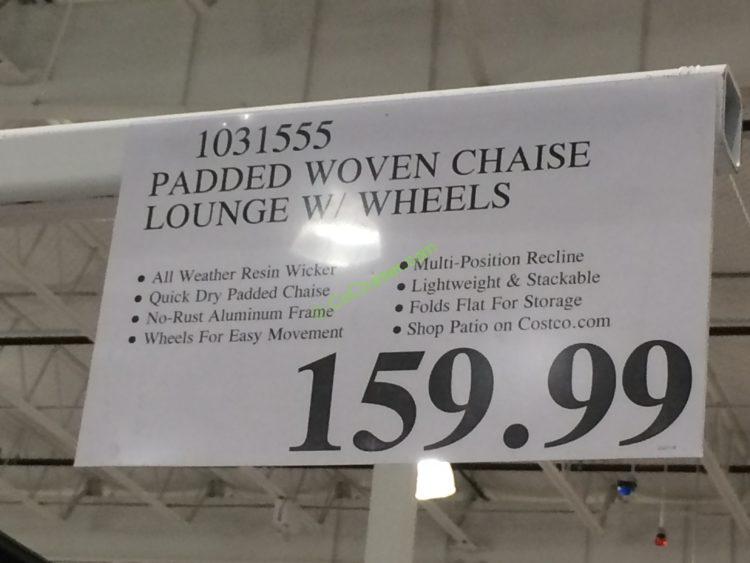 1031555
PADDED WOVEN CHAISE
LOUNGE W/ WHEELS
• All Weather Resin Wicker
• Quick Dry Padded Chaise
• No-Rust Aluminum Frame
• Wheels For Easy Movement
• Multi-Position Recline
• Lightweight & Stackable
• Folds Flat For Storage
• Shop Patio on Costco.com
159.99